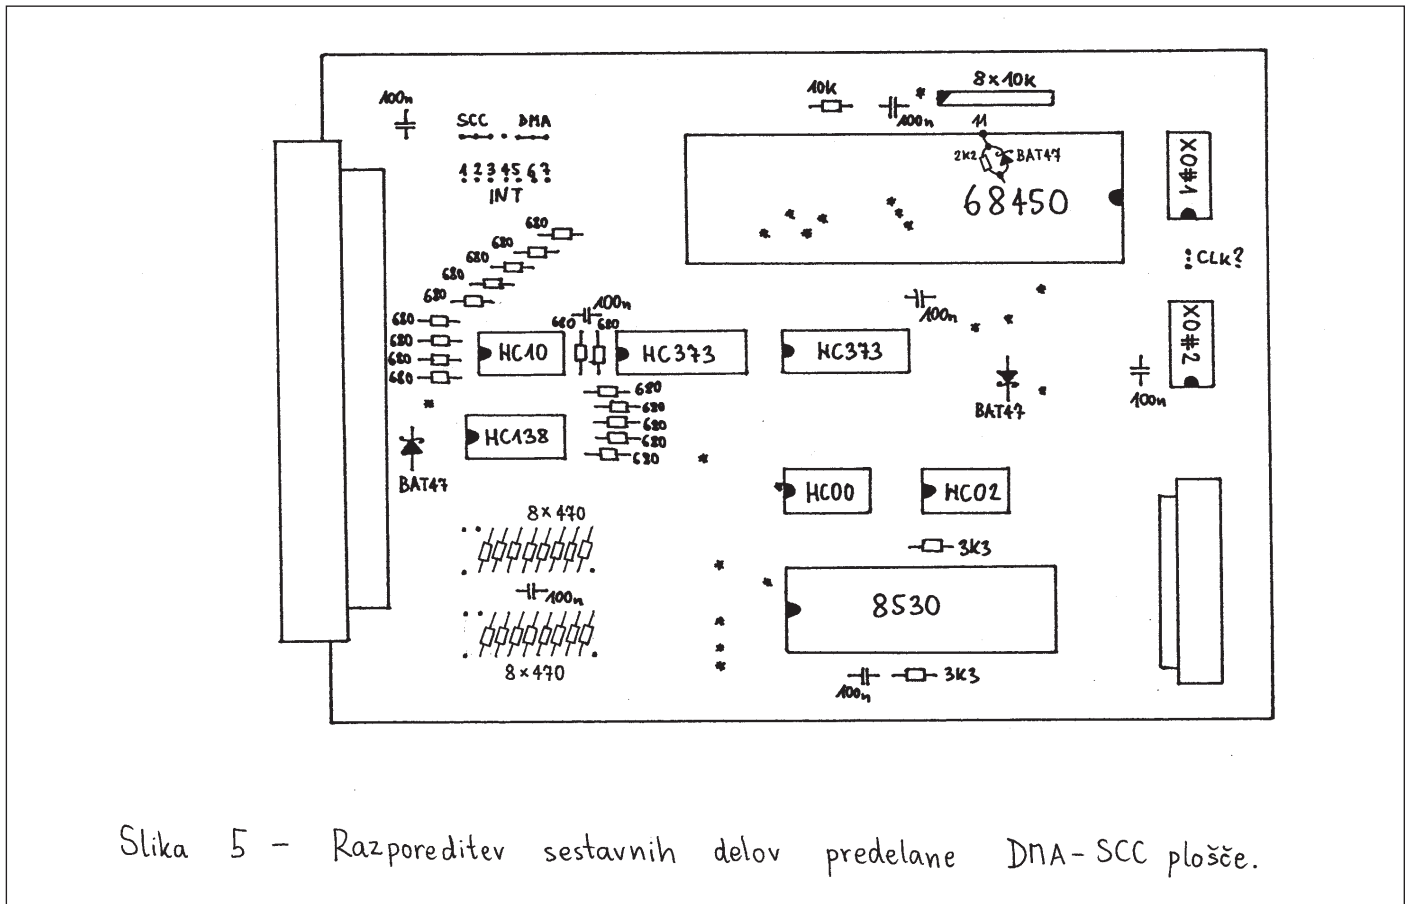 10k
8×10k
100n
100n
SCC DMA
11
1 2 3 4 5 6 7
INT
2k2 BAT47
68450
XO#1
CLK?
680
680
680
680
680
680
680
680
680
100n
680 680
100n
HC10
HC373
HC373
XO#2
BAT47
100n
680
680
680
680
680
HC138
BAT47
HC00
HC02
8×470
3k3
100n
8530
8×470
100n
3k3
Slika 5 - Razporeditev sestavnih delov predelane DMA-SCC plošče.